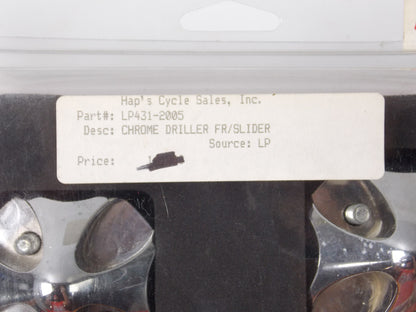 Hap's Cycle Sales, Inc.
Part#: LP431-2005
Desc: CHROME DRILLER FR/SLIDER
Source: LP
Price: